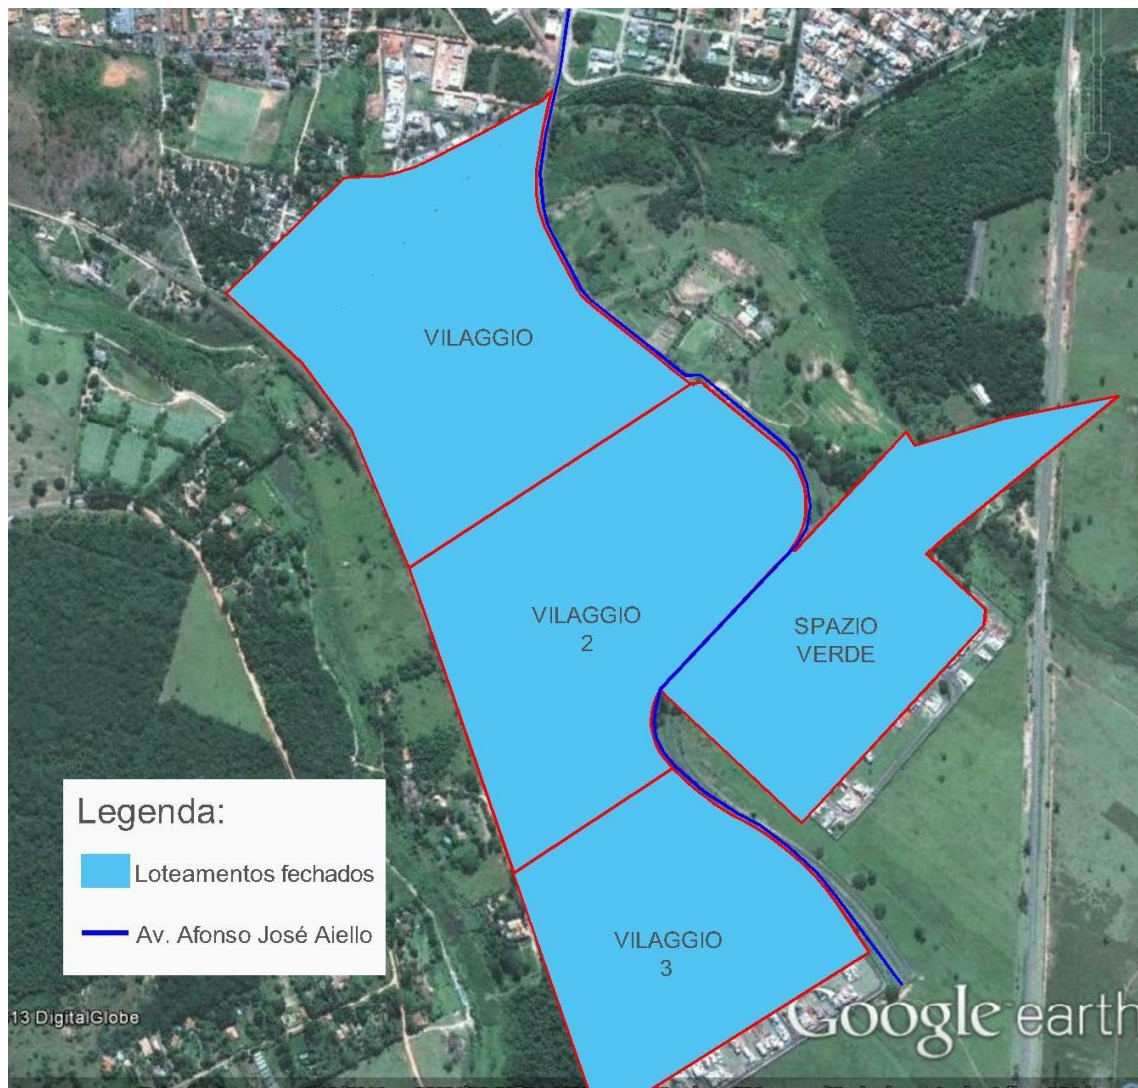 VILAGGIO
VILAGGIO
2
SPAZIO
VERDE
Legenda:
Loteamentos fechados
Av. Afonso José Aiello
VILAGGIO
3
13 DigitalGlobe
Google earth